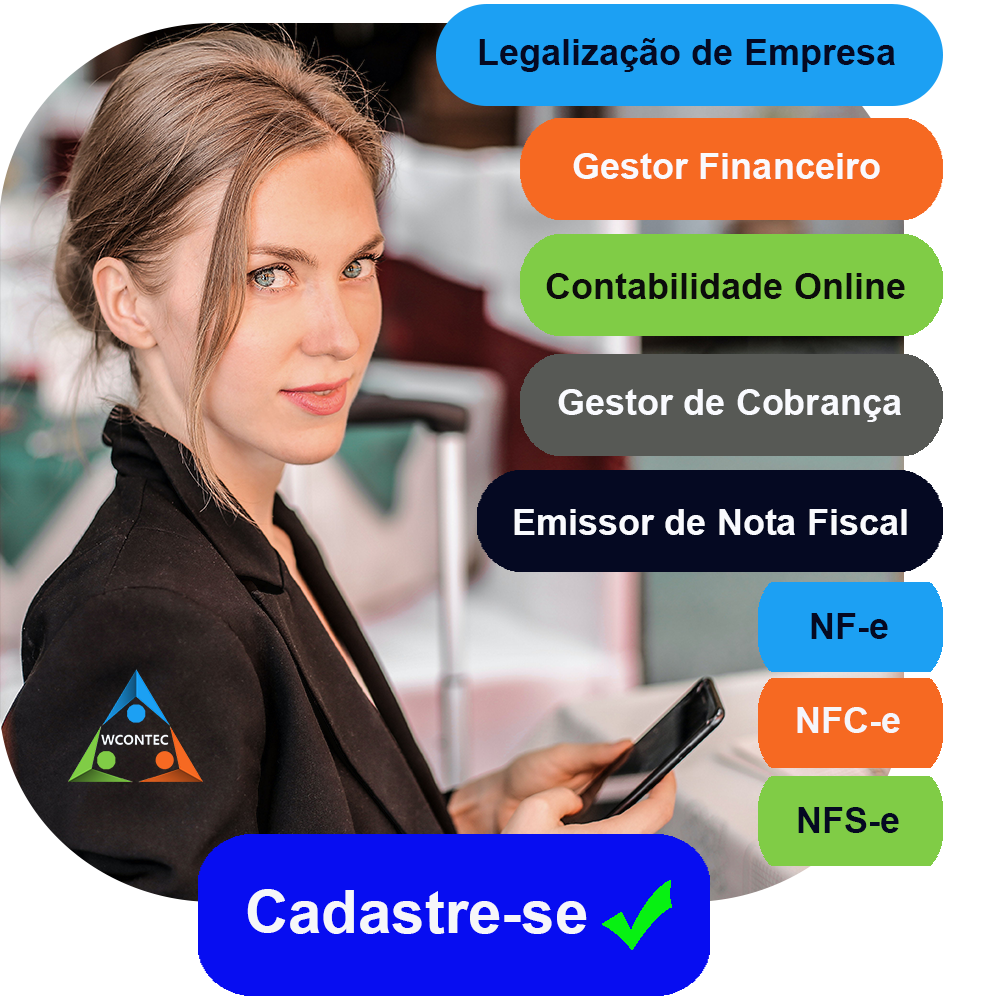 Legalização de Empresa
Gestor Financeiro
Contabilidade Online
Gestor de Cobrança
Emissor de Nota Fiscal
NF-e
NFC-e
NFS-e
WCONTEC
Cadastre-se